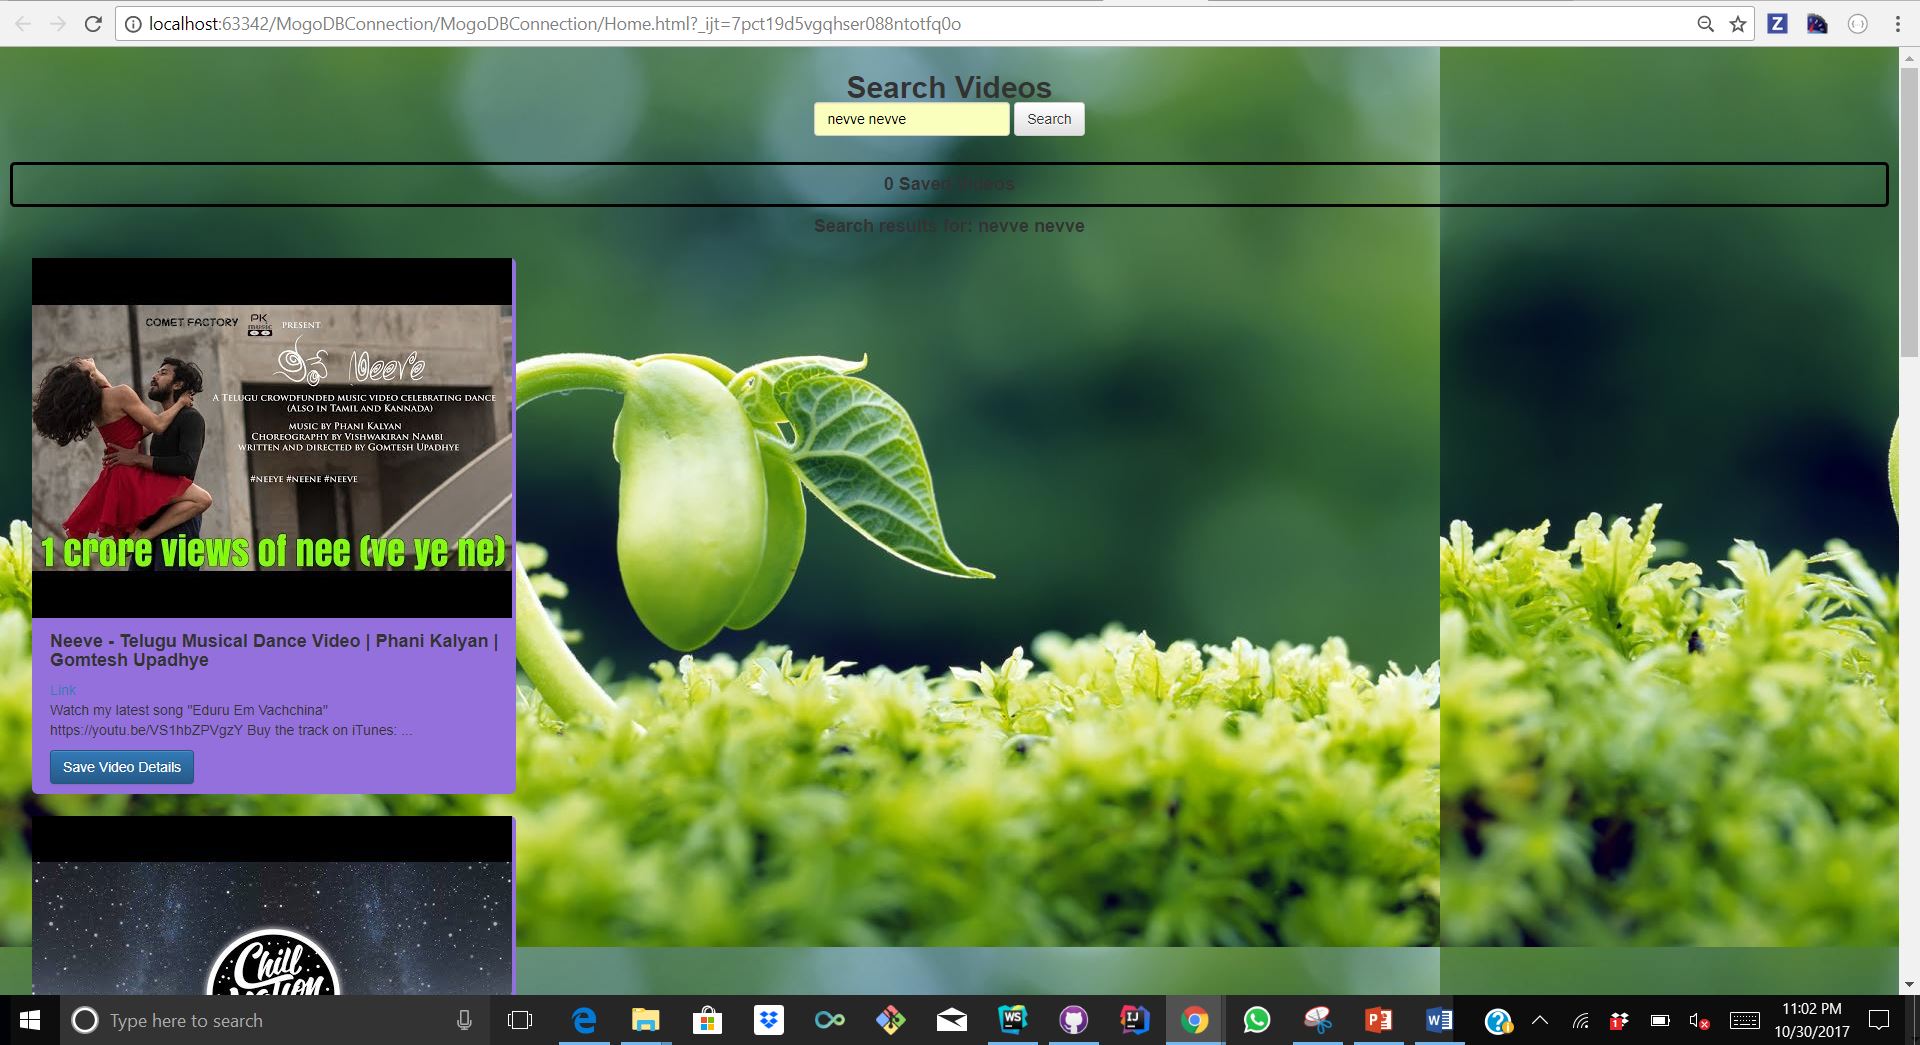 localhost:63342/MogoDBConnection/MogoDBConnection/Home.html?_ijt=7pct19d5vgqhser088ntotfq0o
Search Videos
nevve nevve
Search
0 Saved Videos
Search results for: nevve nevve
COMET FACTORY PK MUSIC PRESENT
నీవే Neeve
A Telugu crowdfunded music video celebrating dance
(Also in Tamil and Kannada)
Music by Phani Kalyan
Choreography by Vishwakiran Nambi
Written and Directed by Gomtesh Upadhye
#NEEYE #NEENE #NEEVE
1 crore views of nee (ve ye ne)
Neeve - Telugu Musical Dance Video | Phani Kalyan |
Gomtesh Upadhye
Link
Watch my latest song "Eduru Em Vachchina"
https://youtu.be/VS1hbZPVgzY Buy the track on iTunes: ...
Save Video Details
Chill
Nation
Type here to search
11:02 PM
10/30/2017